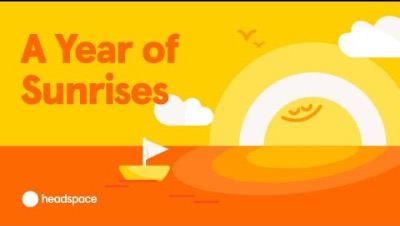 A Year of
Sunrises
headspace